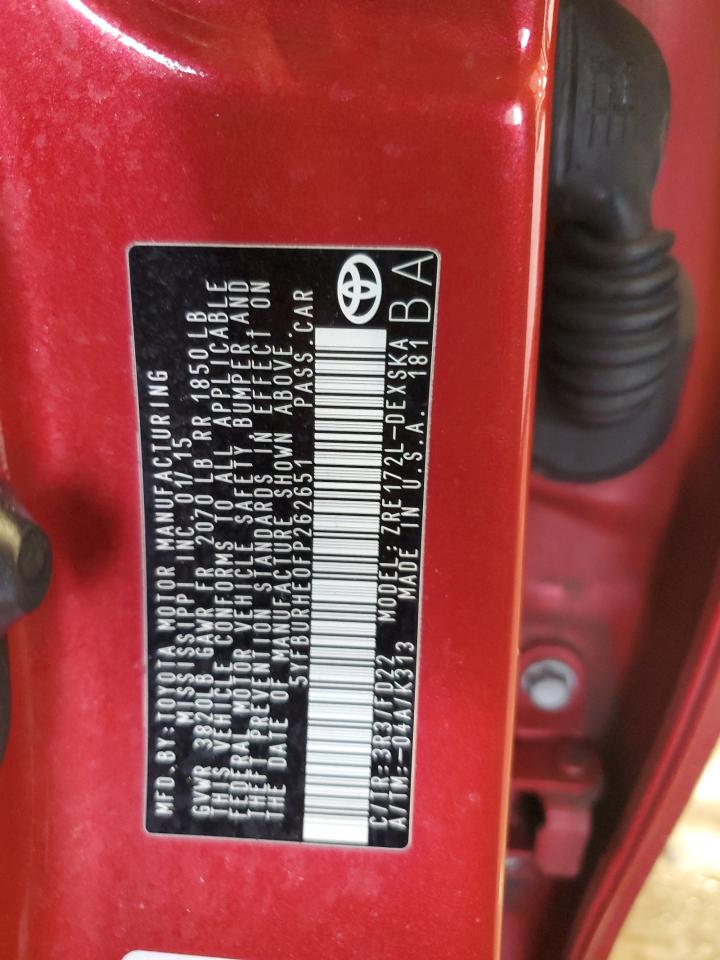 MFD.BY:TOYOTA MOTOR MANUFACTURING
MISSISSIPPI INC.01/15
GVWR 3820LB GAWR FR 2070 LB RR 1850 LB
THIS VEHICLE CONFORMS TO ALL APPLICABLE
FEDERAL MOTOR VEHICLE SAFETY, BUMPER AND
THEFT PREVENTION STANDARDS IN EFFECT ON
THE DATE OF MANUFACTURE SHOWN ABOVE.
5YFBURHE0FP262651 PASS.CAR
C/TR:3R3/FD22 MODEL:ZRE172L-DEXSKA
A/TM:-04A/K313 MADE IN U.S.A. 181
BA